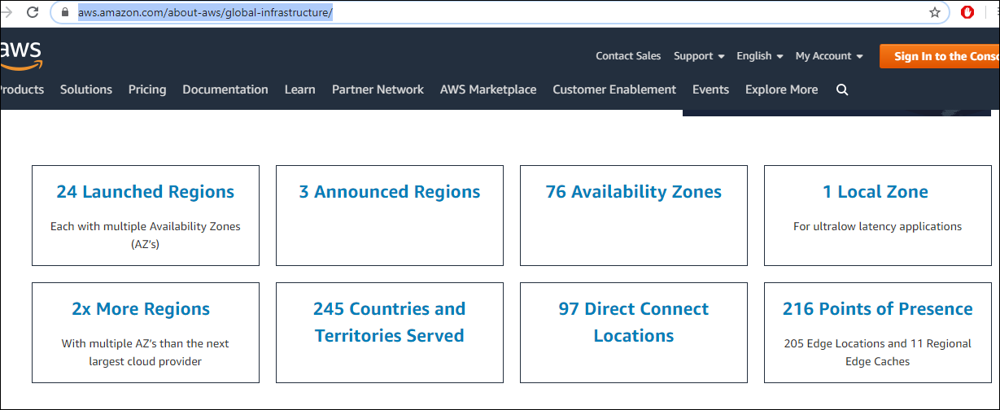 aws.amazon.com/about-aws/global-infrastructure/
aws
Contact Sales Support English My Account Sign In to the Conso
Products Solutions Pricing Documentation Learn Partner Network AWS Marketplace Customer Enablement Events Explore More
24 Launched Regions
Each with multiple Availability Zones
(AZ's)
3 Announced Regions
76 Availability Zones
1 Local Zone
For ultralow latency applications
2x More Regions
With multiple AZ's than the next
largest cloud provider
245 Countries and
Territories Served
97 Direct Connect
Locations
216 Points of Presence
205 Edge Locations and 11 Regional
Edge Caches